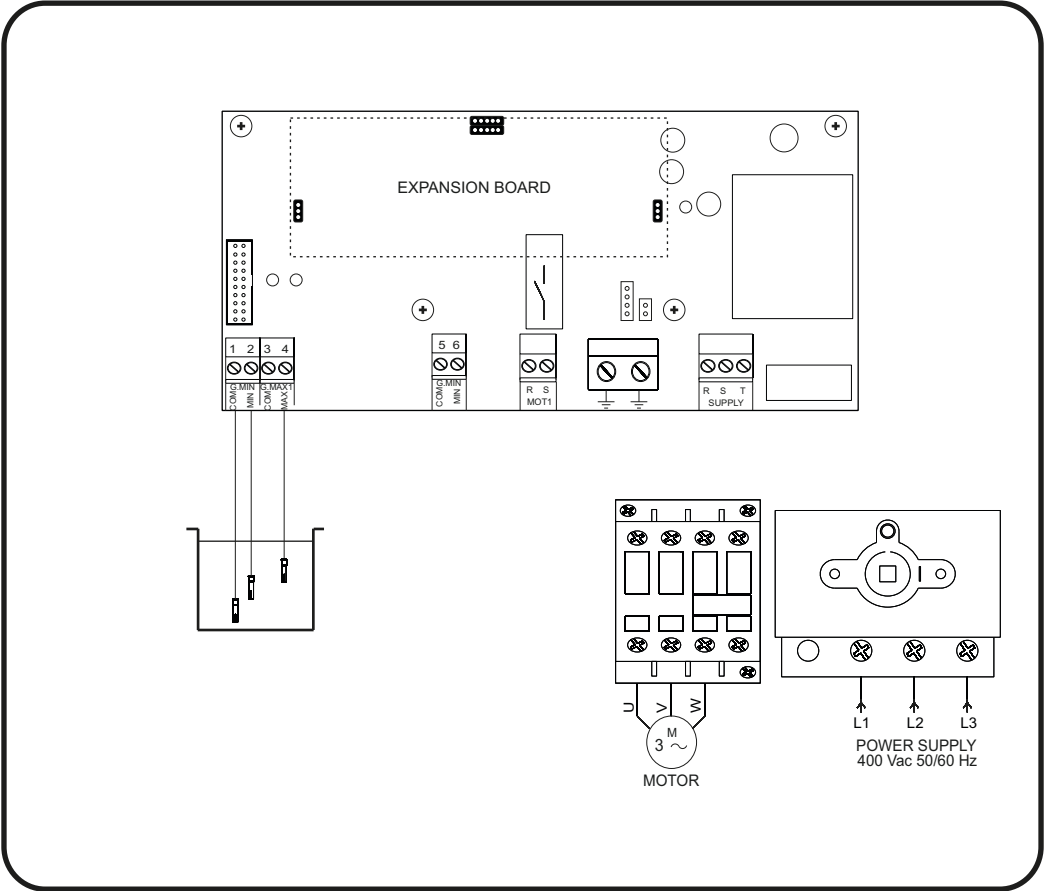 EXPANSION BOARD
1 2 3 4
COM
G.MIN
MIN
COM
G.MAX1
MAX
5 6
COM
G.MIN
MIN
R S
MOT1
R S T
SUPPLY
U
V
W
M
3 ~
MOTOR
L1 L2 L3
POWER SUPPLY
400 Vac 50/60 Hz